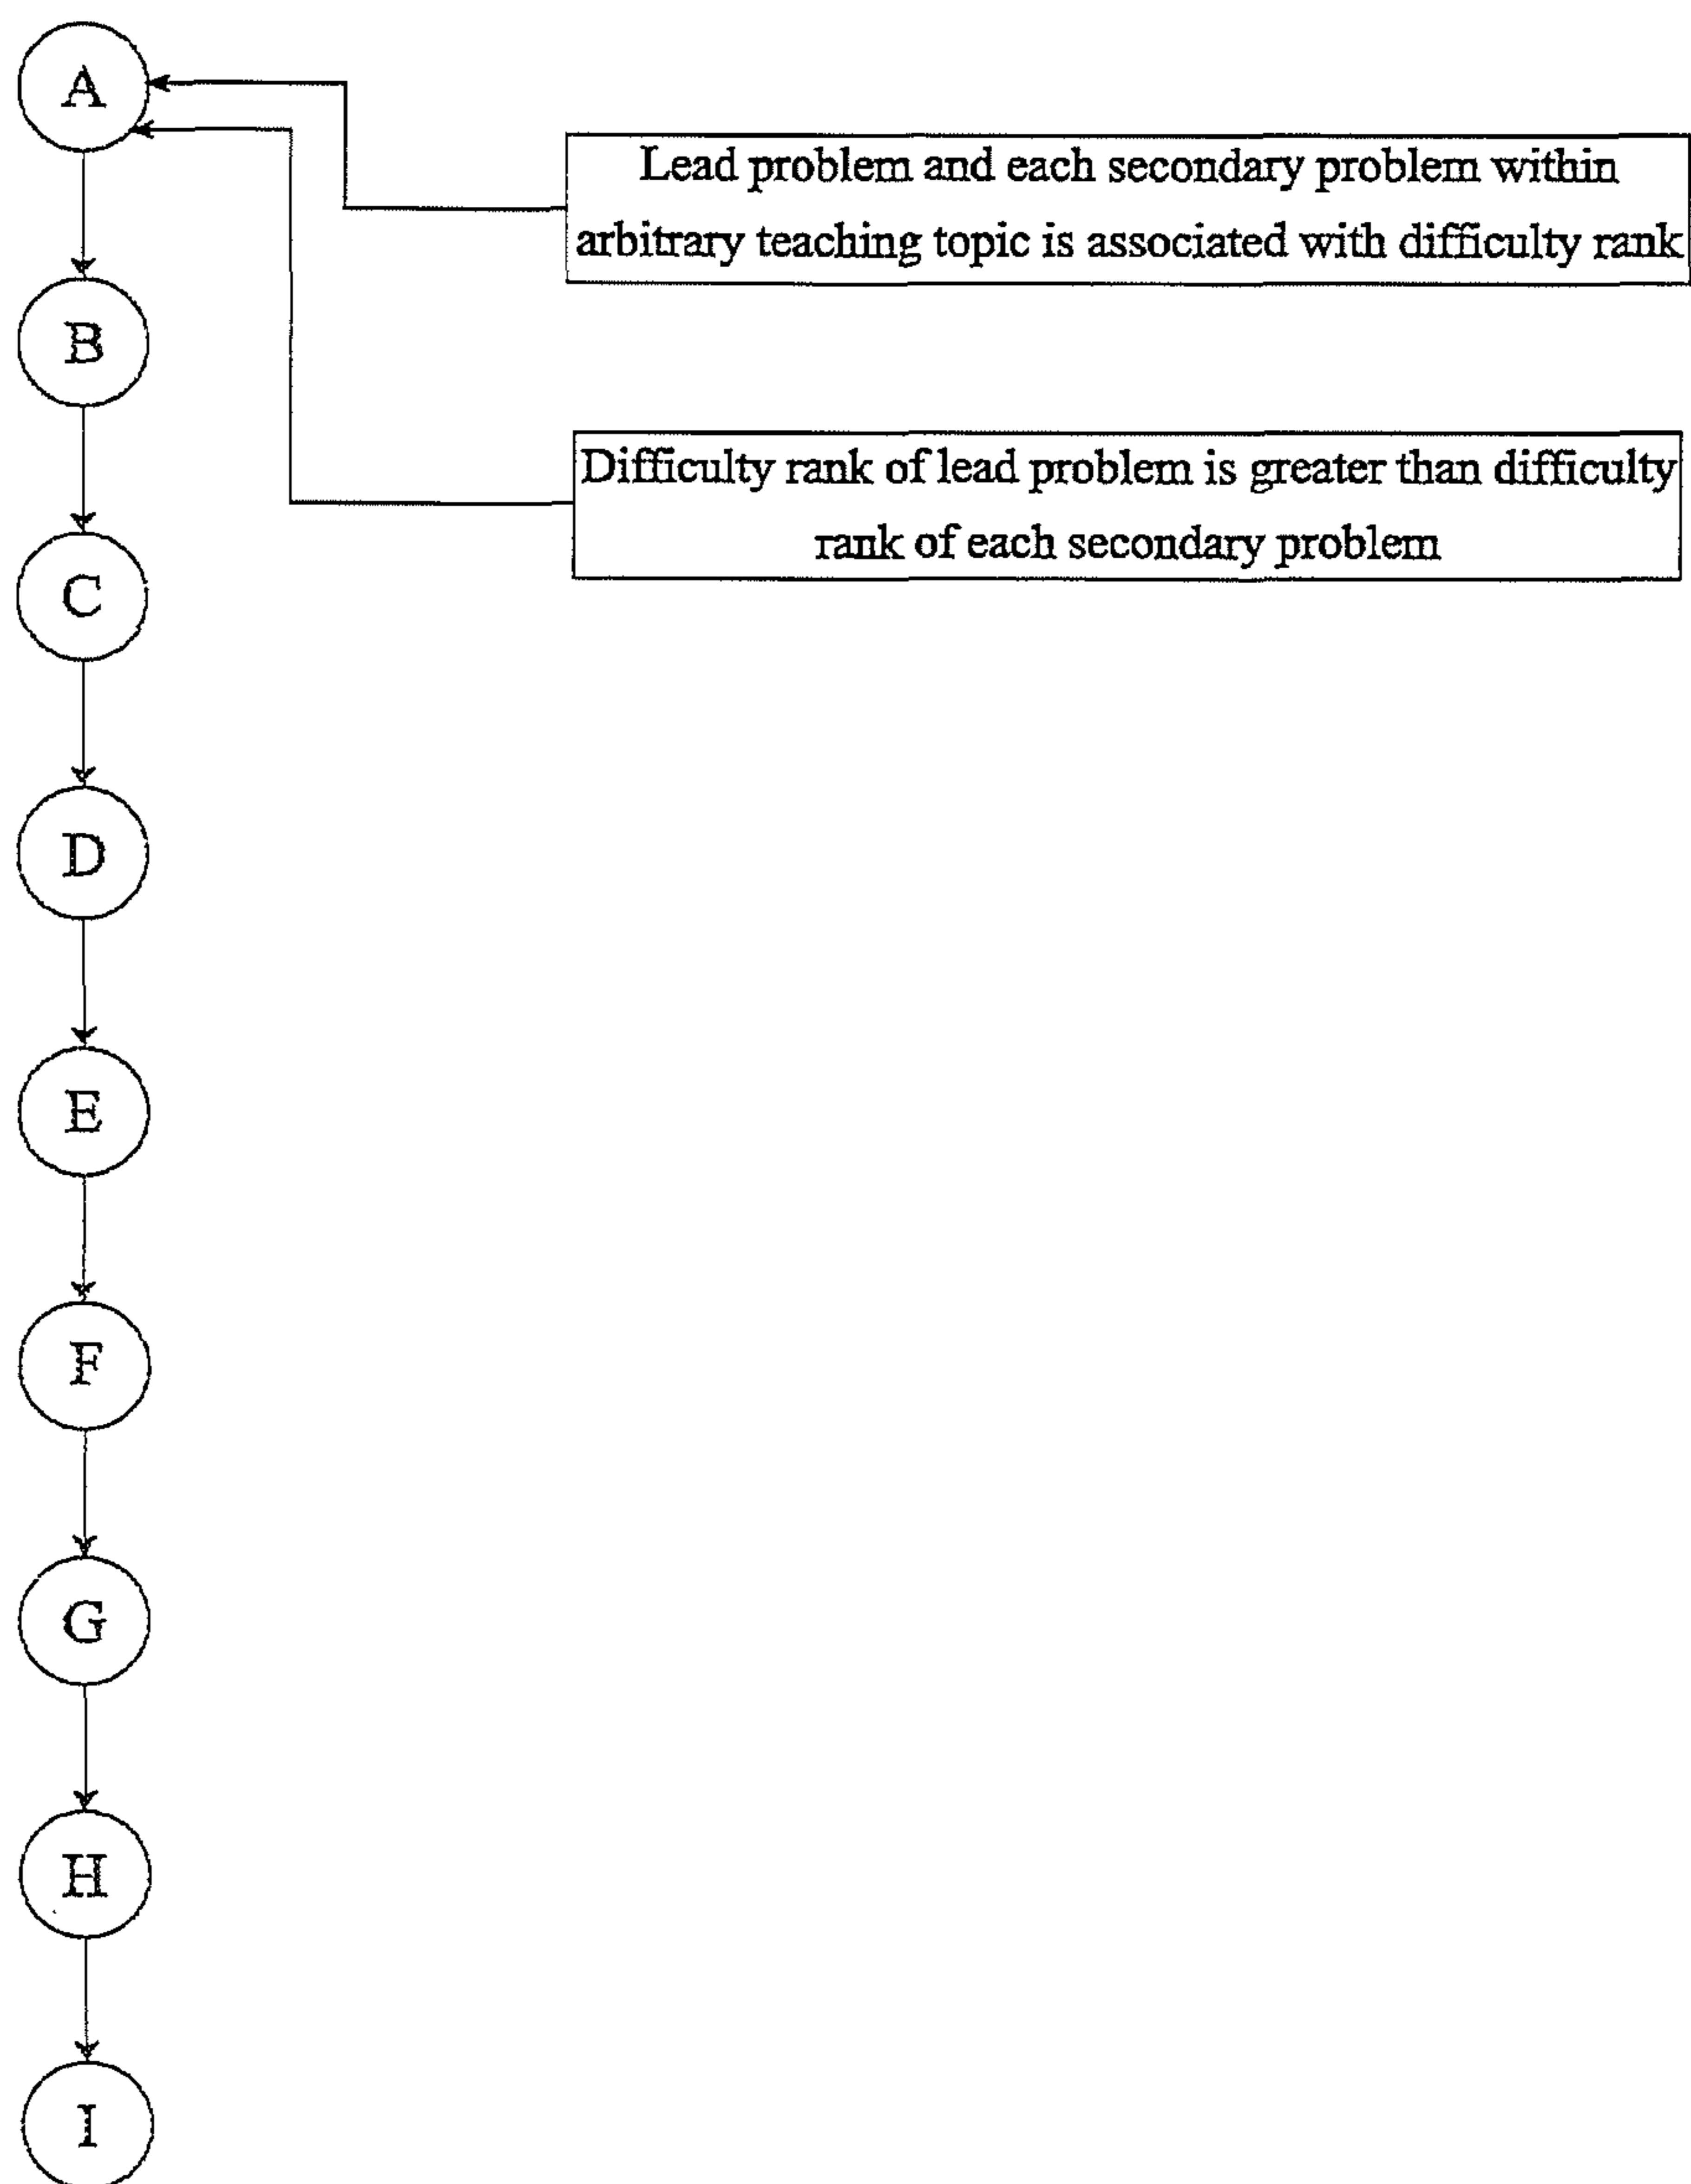 A
Lead problem and each secondary problem within
arbitrary teaching topic is associated with difficulty rank
B
Difficulty rank of lead problem is greater than difficulty
rank of each secondary problem
C
D
E
F
G
H
I